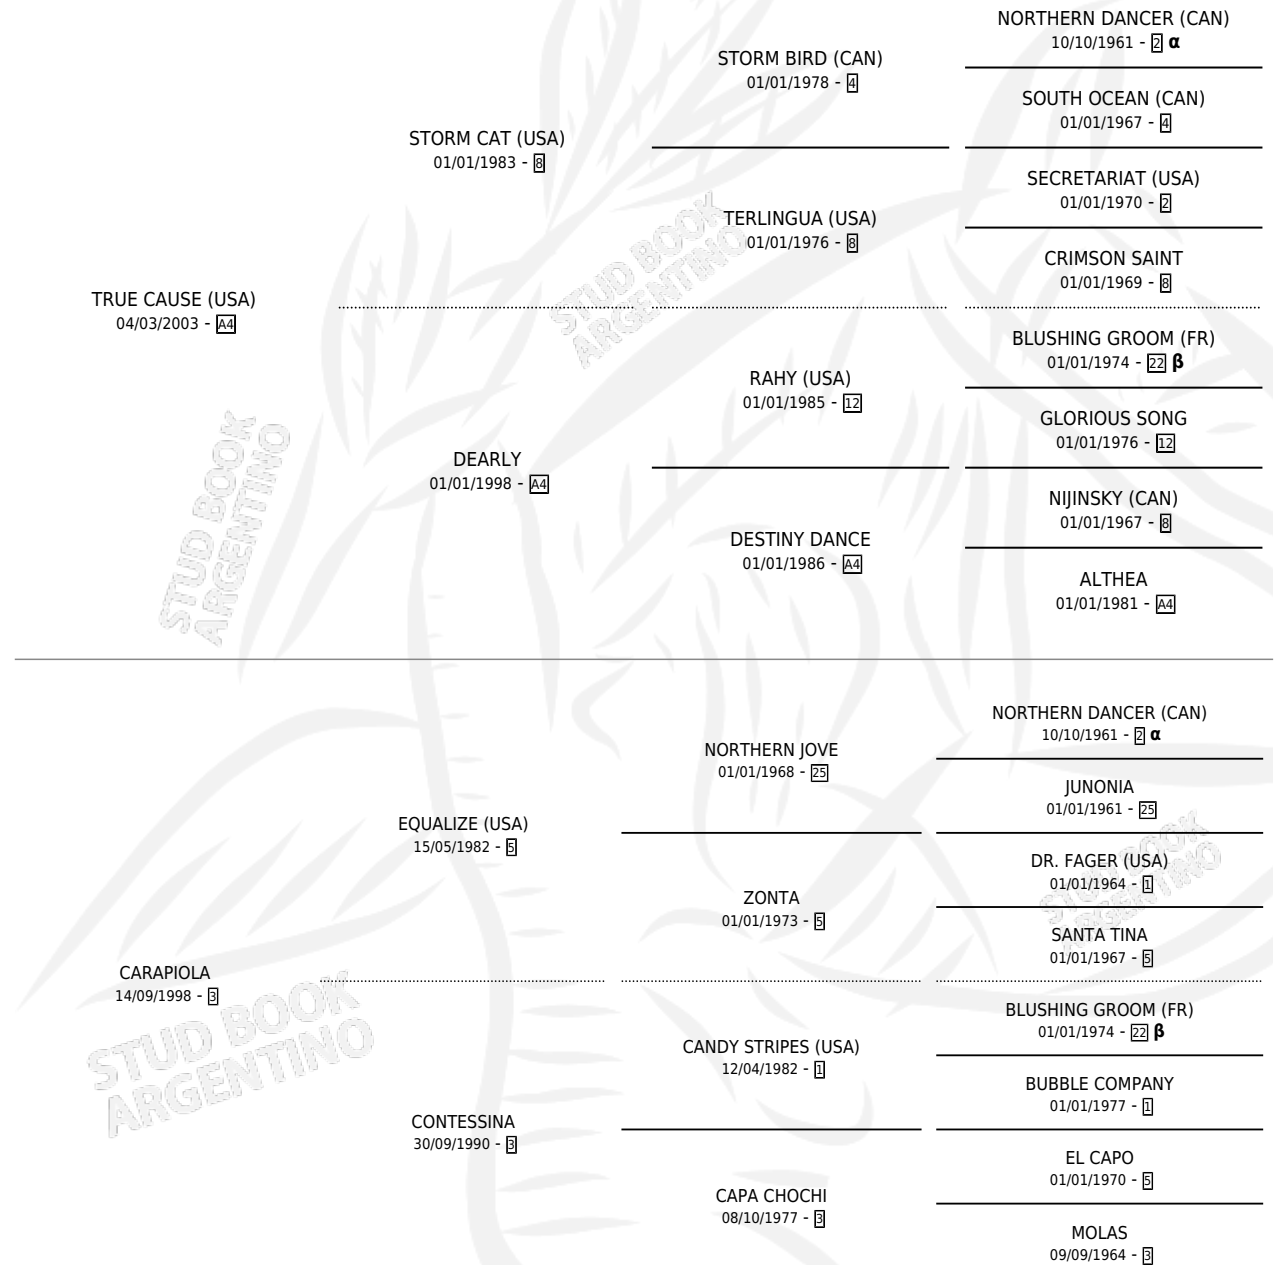 NORTHERN DANCER (CAN)
10/10/1961 - 2 α
STORM BIRD (CAN)
01/01/1978 - 4
SOUTH OCEAN (CAN)
01/01/1967 - 4
STORM CAT (USA)
01/01/1983 - 8
SECRETARIAT (USA)
01/01/1970 - 2
TERLINGUA (USA)
01/01/1976 - 8
CRIMSON SAINT
01/01/1969 - 8
TRUE CAUSE (USA)
04/03/2003 - A4
BLUSHING GROOM (FR)
01/01/1974 - 22 β
RAHY (USA)
01/01/1985 - 12
GLORIOUS SONG
01/01/1976 - 12
DEARLY
01/01/1998 - A4
NIJINSKY (CAN)
01/01/1967 - 8
DESTINY DANCE
01/01/1986 - A4
ALTHEA
01/01/1981 - A4
STUD BOOK
ARGENTINO
STUD BOOK
ARGENTINO
NORTHERN DANCER (CAN)
10/10/1961 - 2 α
NORTHERN JOVE
01/01/1968 - 25
JUNONIA
01/01/1961 - 25
EQUALIZE (USA)
15/05/1982 - 5
DR. FAGER (USA)
01/01/1964 - 1
ZONTA
01/01/1973 - 5
SANTA TINA
01/01/1967 - 5
CARAPIOLA
14/09/1998 - 3
BLUSHING GROOM (FR)
01/01/1974 - 22 β
CANDY STRIPES (USA)
12/04/1982 - 1
BUBBLE COMPANY
01/01/1977 - 1
CONTESSINA
30/09/1990 - 3
EL CAPO
01/01/1970 - 5
CAPA CHOCHI
08/10/1977 - 3
MOLAS
09/09/1964 - 3
STUD BOOK
ARGENTINO
STUD BOOK
ARGENTINO